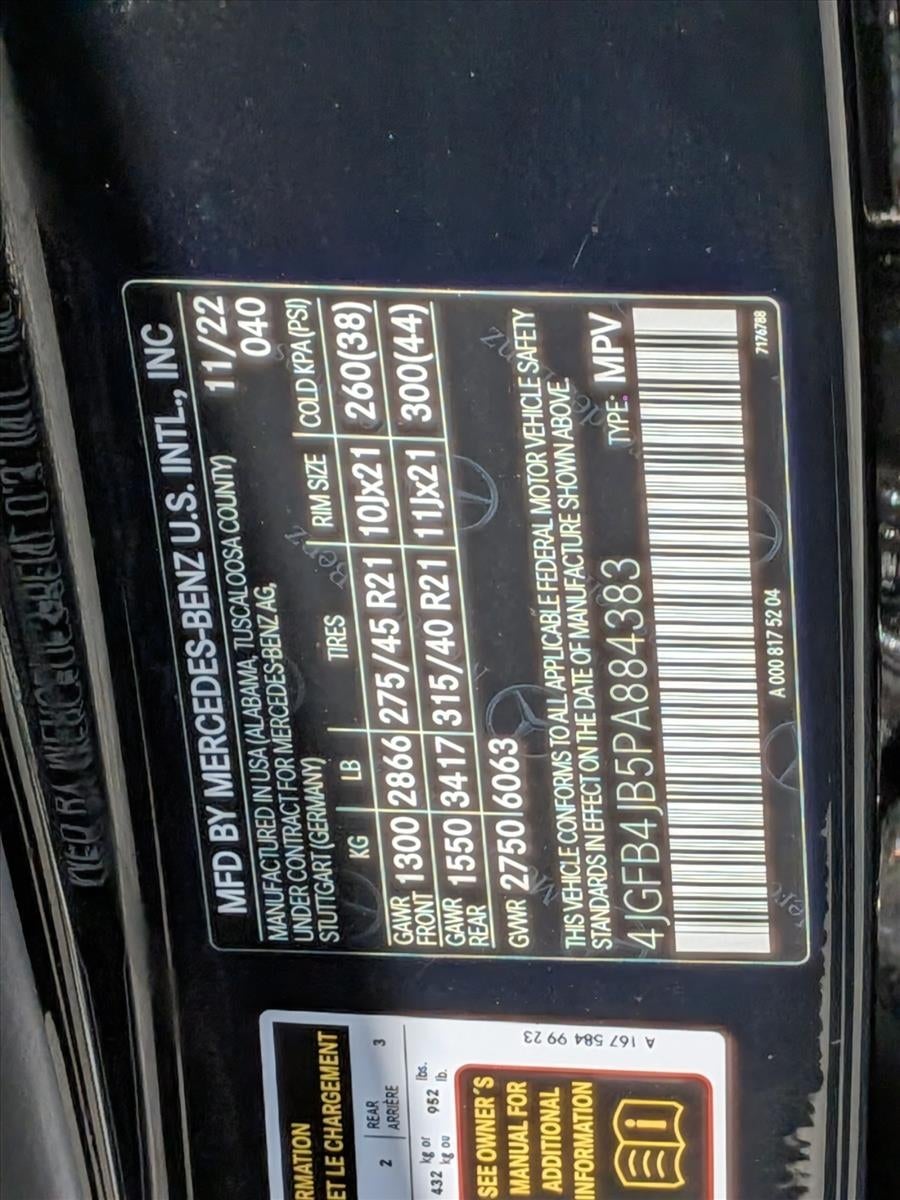 MFD BY MERCEDES-BENZ U.S. INTL., INC
MANUFACTURED IN USA (ALABAMA, TUSCALOOSA COUNTY) 11/22
UNDER CONTRACT FOR MERCEDES-BENZ AG, 040
STUTTGART (GERMANY)
KG LB TIRES RIM SIZE COLD KPA(PSI)
GAWR FRONT 1300 2866 275/45 R21 10Jx21 260(38)
GAWR REAR 1550 3417 315/40 R21 11Jx21 300(44)
GVWR 2750 6063
THIS VEHICLE CONFORMS TO ALL APPLICABLE FEDERAL MOTOR VEHICLE SAFETY
STANDARDS IN EFFECT ON THE DATE OF MANUFACTURE SHOWN ABOVE.
4JGFB4JB5PA884383 TYPE: MPV
A 000 817 52 04 7176788
RMATION
ET LE CHARGEMENT
2 REAR 3
ARRIÈRE
432 kg or 952 lbs.
kg ou lb.
SEE OWNER'S
MANUAL FOR
ADDITIONAL
INFORMATION
A 167 584 99 23